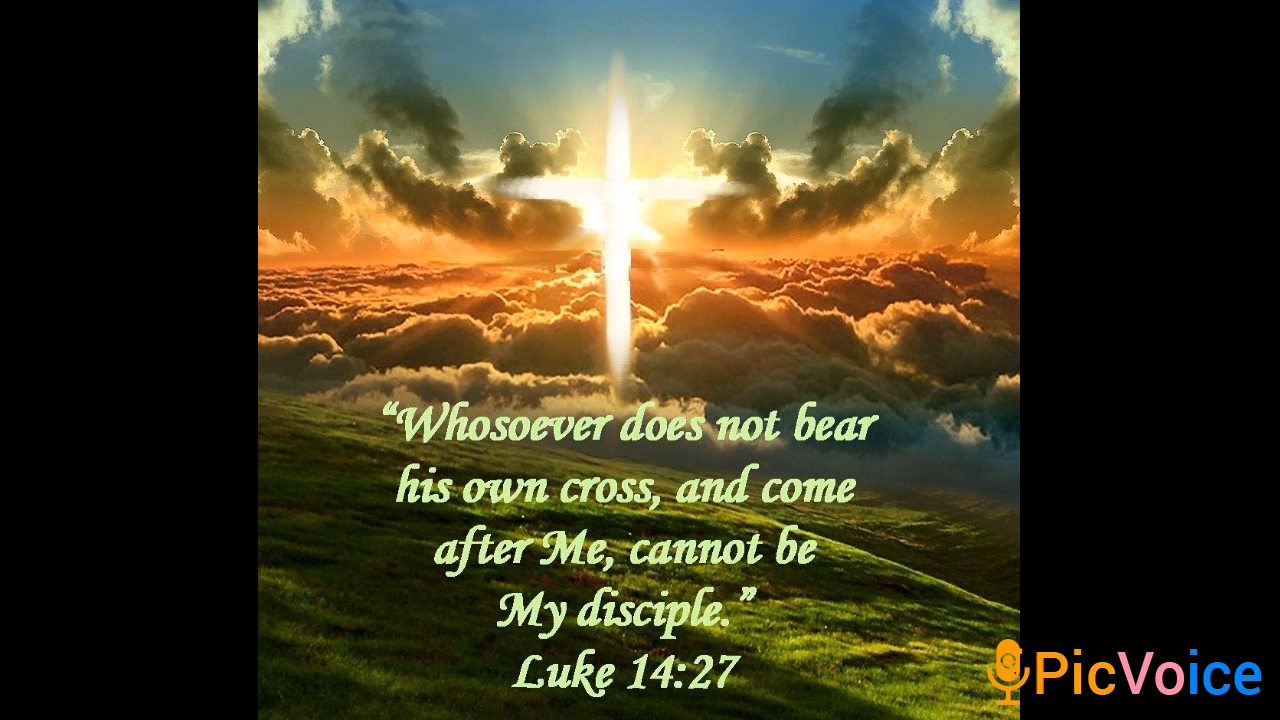 “Whosoever does not bear
his own cross, and come
after Me, cannot be
My disciple.”
Luke 14:27
PicVoice